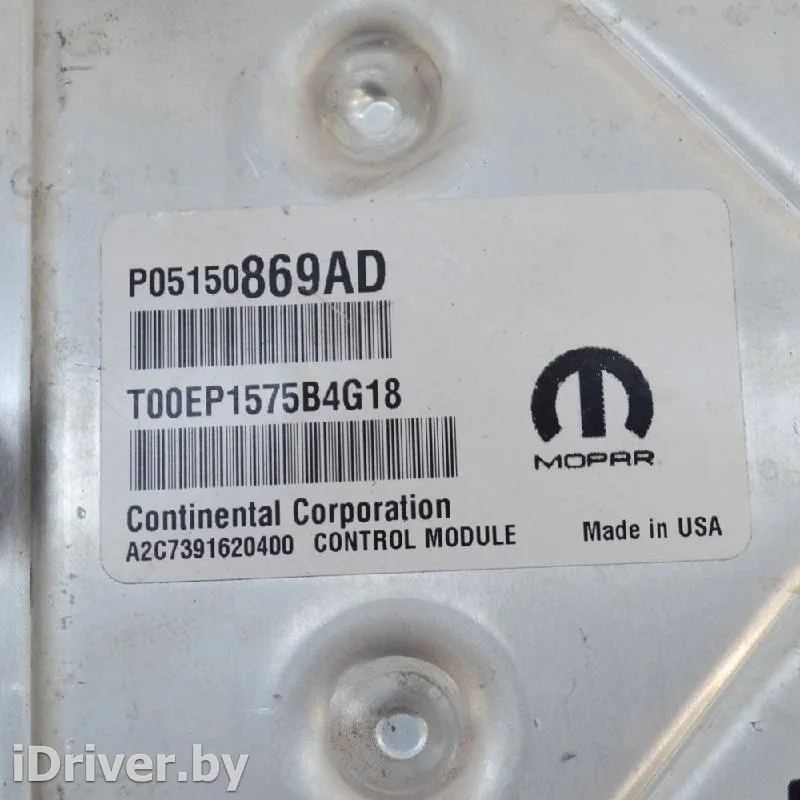 P05150869AD
T00EP1575B4G18
MOPAR
Continental Corporation
A2C7391620400 CONTROL MODULE Made in USA
iDriver.by